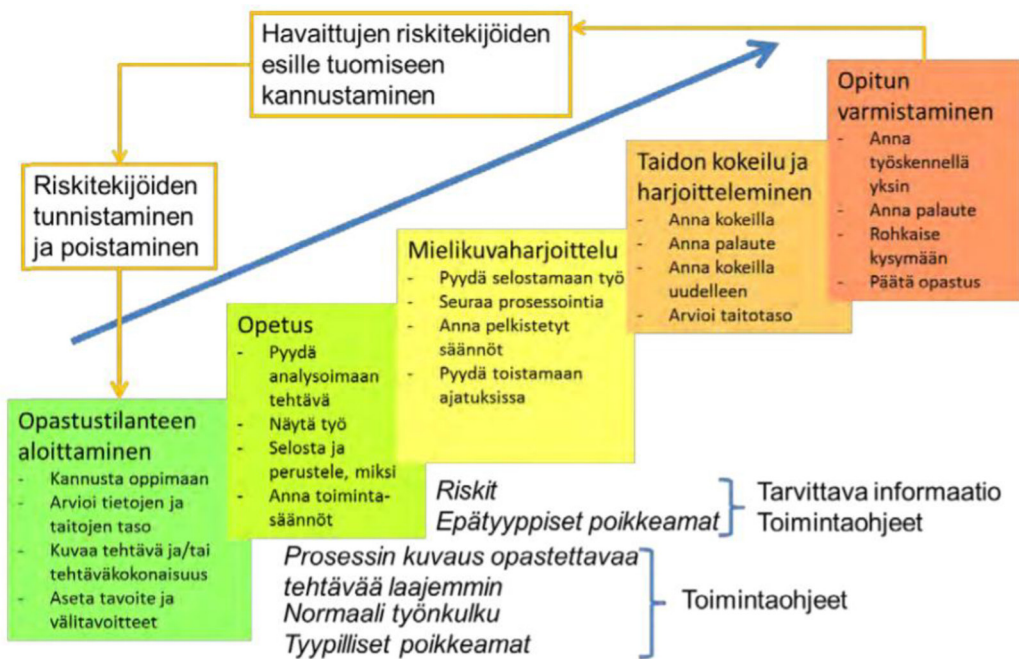 Havaittujen riskitekijöiden
esille tuomiseen
kannustaminen
Riskitekijöiden
tunnistaminen
ja poistaminen
Opastustilanteen
aloittaminen
- Kannusta oppimaan
- Arvioi tietojen ja
taitojen taso
- Kuvaa tehtävä ja/tai
tehtäväkokonaisuus
- Aseta tavoite ja
välitavoitteet
Opetus
- Pyydä
analysoimaan
tehtävä
- Näytä työ
- Selosta ja
perustele, miksi
- Anna toiminta-
säännöt
Mielikuvaharjoittelu
- Pyydä selostamaan työ
- Seuraa prosessointia
- Anna pelkistetyt
säännöt
- Pyydä toistamaan
ajatuksissa
Taidon kokeilu ja
harjoitteleminen
- Anna kokeilla
- Anna palaute
- Anna kokeilla
uudelleen
- Arvioi taitotaso
Opitun
varmistaminen
- Anna
työskennellä
yksin
- Anna palaute
- Rohkaise
kysymään
- Päätä opastus
Riskit
Epätyyppiset poikkeamat
Tarvittava informaatio
Toimintaohjeet
Prosessin kuvaus opastettavaa
tehtävää laajemmin
Normaali työnkulku
Tyypilliset poikkeamat
Toimintaohjeet